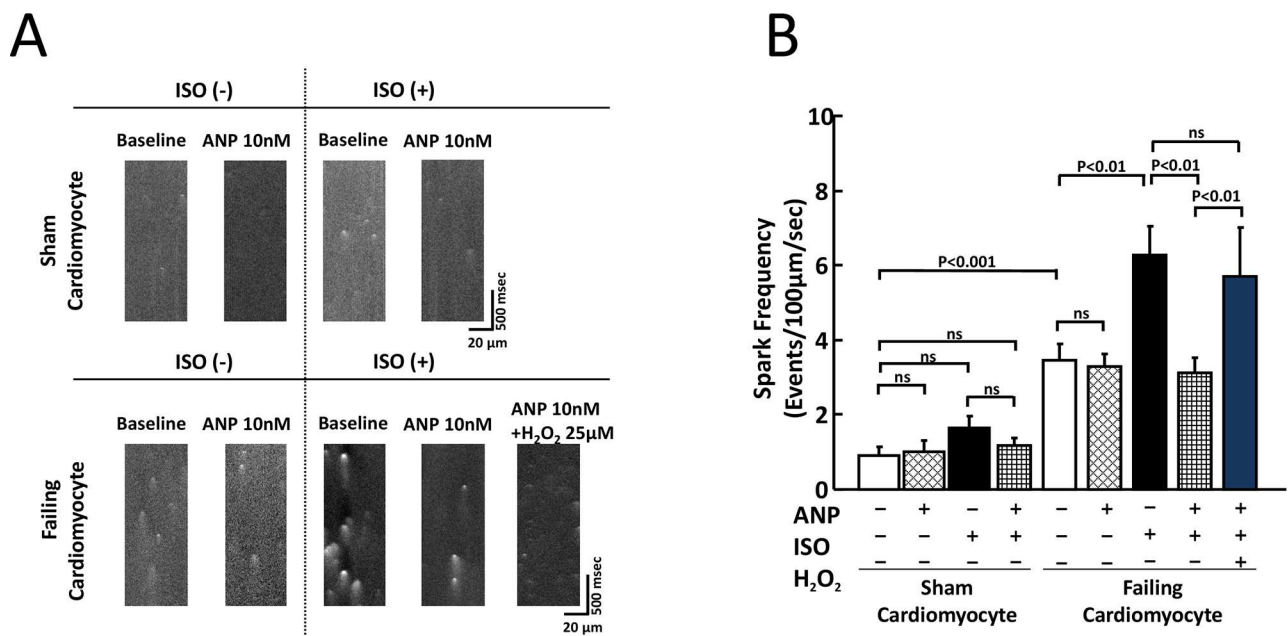 A
ISO (-)
ISO (+)
Baseline
ANP 10nM
Baseline
ANP 10nM
Sham
Cardiomyocyte
500 msec
20 μm
ISO (-)
ISO (+)
Baseline
ANP 10nM
Baseline
ANP 10nM
ANP 10nM
+H₂O₂ 25μM
Failing
Cardiomyocyte
500 msec
20 μm
B
Spark Frequency
(Events/100μm/sec)
10
8
6
4
2
0
ns
P<0.01
P<0.01
P<0.01
P<0.001
ns
ns
ns
ns
ns
ANP − + − + − + − + +
ISO − − + + − − + + +
H₂O₂ − − − − − − − − +
Sham
Cardiomyocyte
Failing
Cardiomyocyte